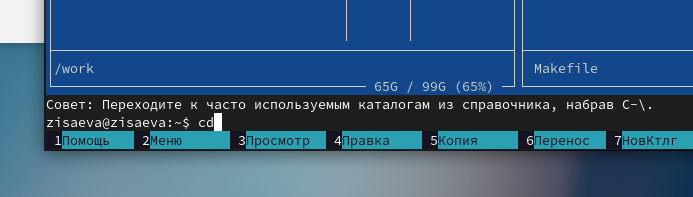 /work Makefile
65G / 99G (65%)
Совет: Переходите к часто используемым каталогам из справочника, набрав C-\.
zisaeva@zisaeva:~$ cd
1Помощь 2Меню 3Просмотр 4Правка 5Копия 6Перенос 7НовКтлг